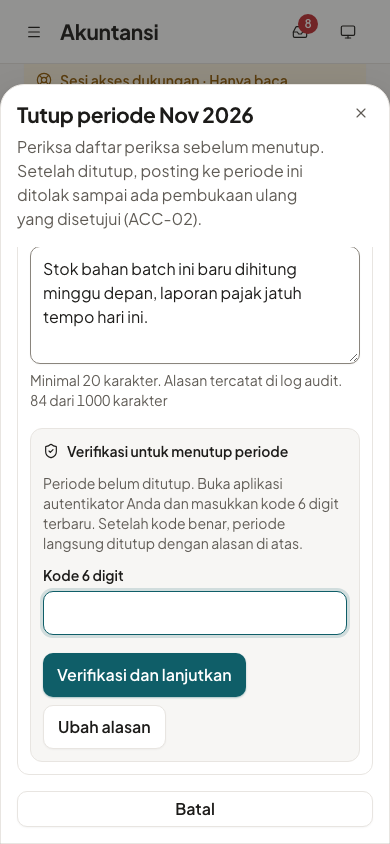 Akuntansi
8
Sesi akses dukungan · Hanya baca
Tutup periode Nov 2026
Periksa daftar periksa sebelum menutup.
Setelah ditutup, posting ke periode ini
ditolak sampai ada pembukaan ulang
yang disetujui (ACC-02).
Stok bahan batch ini baru dihitung
minggu depan, laporan pajak jatuh
tempo hari ini.
Minimal 20 karakter. Alasan tercatat di log audit.
84 dari 1000 karakter
Verifikasi untuk menutup periode
Periode belum ditutup. Buka aplikasi
autentikator Anda dan masukkan kode 6 digit
terbaru. Setelah kode benar, periode
langsung ditutup dengan alasan di atas.
Kode 6 digit
Verifikasi dan lanjutkan
Ubah alasan
Batal